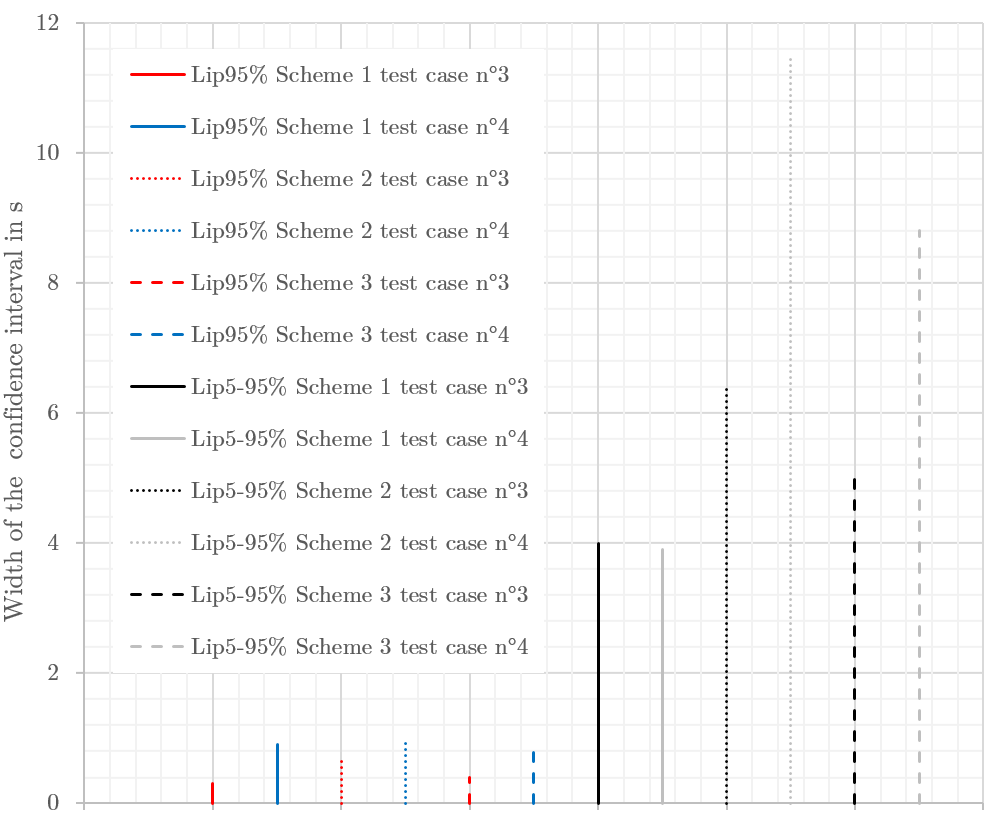 12
10
8
6
4
2
0
Width of the confidence interval in s
Lip95% Scheme 1 test case n°3
Lip95% Scheme 1 test case n°4
Lip95% Scheme 2 test case n°3
Lip95% Scheme 2 test case n°4
Lip95% Scheme 3 test case n°3
Lip95% Scheme 3 test case n°4
Lip5-95% Scheme 1 test case n°3
Lip5-95% Scheme 1 test case n°4
Lip5-95% Scheme 2 test case n°3
Lip5-95% Scheme 2 test case n°4
Lip5-95% Scheme 3 test case n°3
Lip5-95% Scheme 3 test case n°4